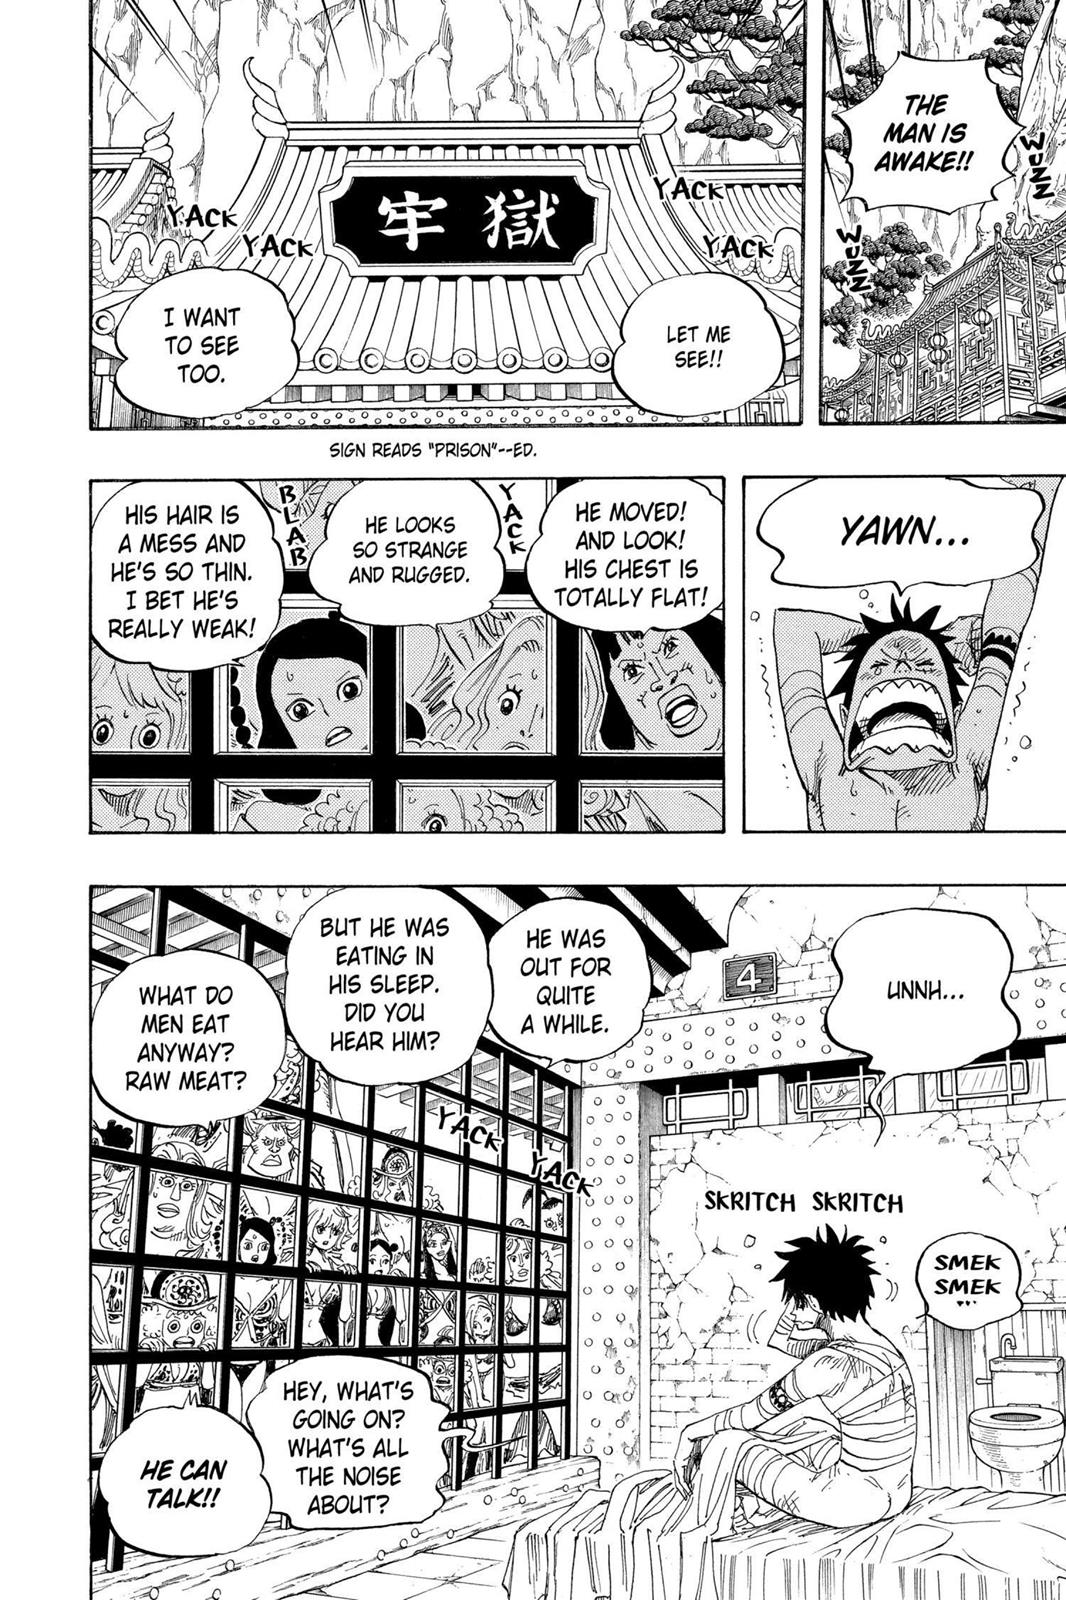 THE
MAN IS
AWAKE!!
WUZZ
WUZZ
牢獄
YACK
YACK
YACK
YACK
LET ME
SEE!!
I WANT
TO SEE
TOO.
SIGN READS "PRISON"--ED.
YAWN...
HE MOVED!
AND LOOK!
HIS CHEST IS
TOTALLY FLAT!
YACK
HE LOOKS
SO STRANGE
AND RUGGED.
BLAB
HIS HAIR IS
A MESS AND
HE'S SO THIN.
I BET HE'S
REALLY WEAK!
UNNH...
4
HE WAS
OUT FOR
QUITE
A WHILE.
BUT HE WAS
EATING IN
HIS SLEEP.
DID YOU
HEAR HIM?
WHAT DO
MEN EAT
ANYWAY?
RAW MEAT?
YACK
YACK
SKRITCH SKRITCH
SMEK
SMEK
HEY, WHAT'S
GOING ON?
WHAT'S ALL
THE NOISE
ABOUT?
HE CAN
TALK!!